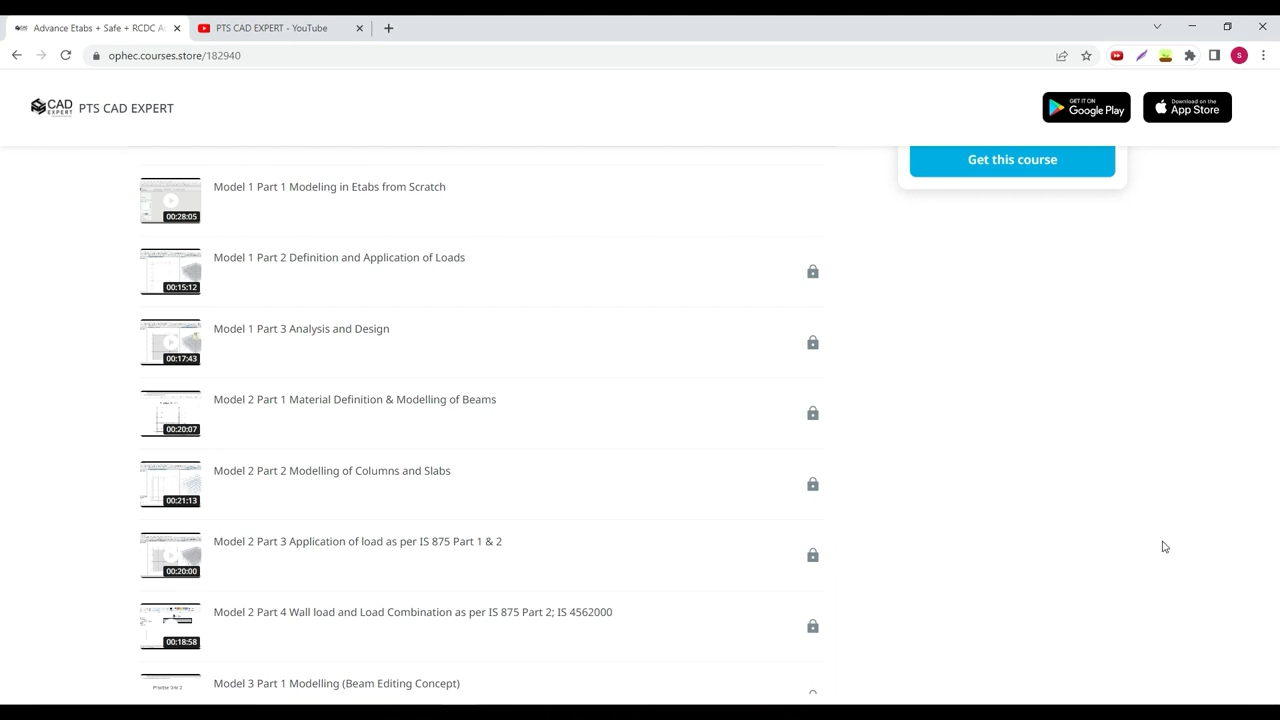 Advance Etabs + Safe + RCDC A
PTS CAD EXPERT - YouTube
ophec.courses.store/182940
S
CAD
EXPERT
PTS CAD EXPERT
GET IT ON
Google Play
Download on the
App Store
Get this course
Model 1 Part 1 Modeling in Etabs from Scratch
00:28:05
Model 1 Part 2 Definition and Application of Loads
00:15:12
Model 1 Part 3 Analysis and Design
00:17:43
Model 2 Part 1 Material Definition & Modelling of Beams
00:20:07
Model 2 Part 2 Modelling of Columns and Slabs
00:21:13
Model 2 Part 3 Application of load as per IS 875 Part 1 & 2
00:20:00
Model 2 Part 4 Wall load and Load Combination as per IS 875 Part 2; IS 4562000
00:18:58
Model 3 Part 1 Modelling (Beam Editing Concept)